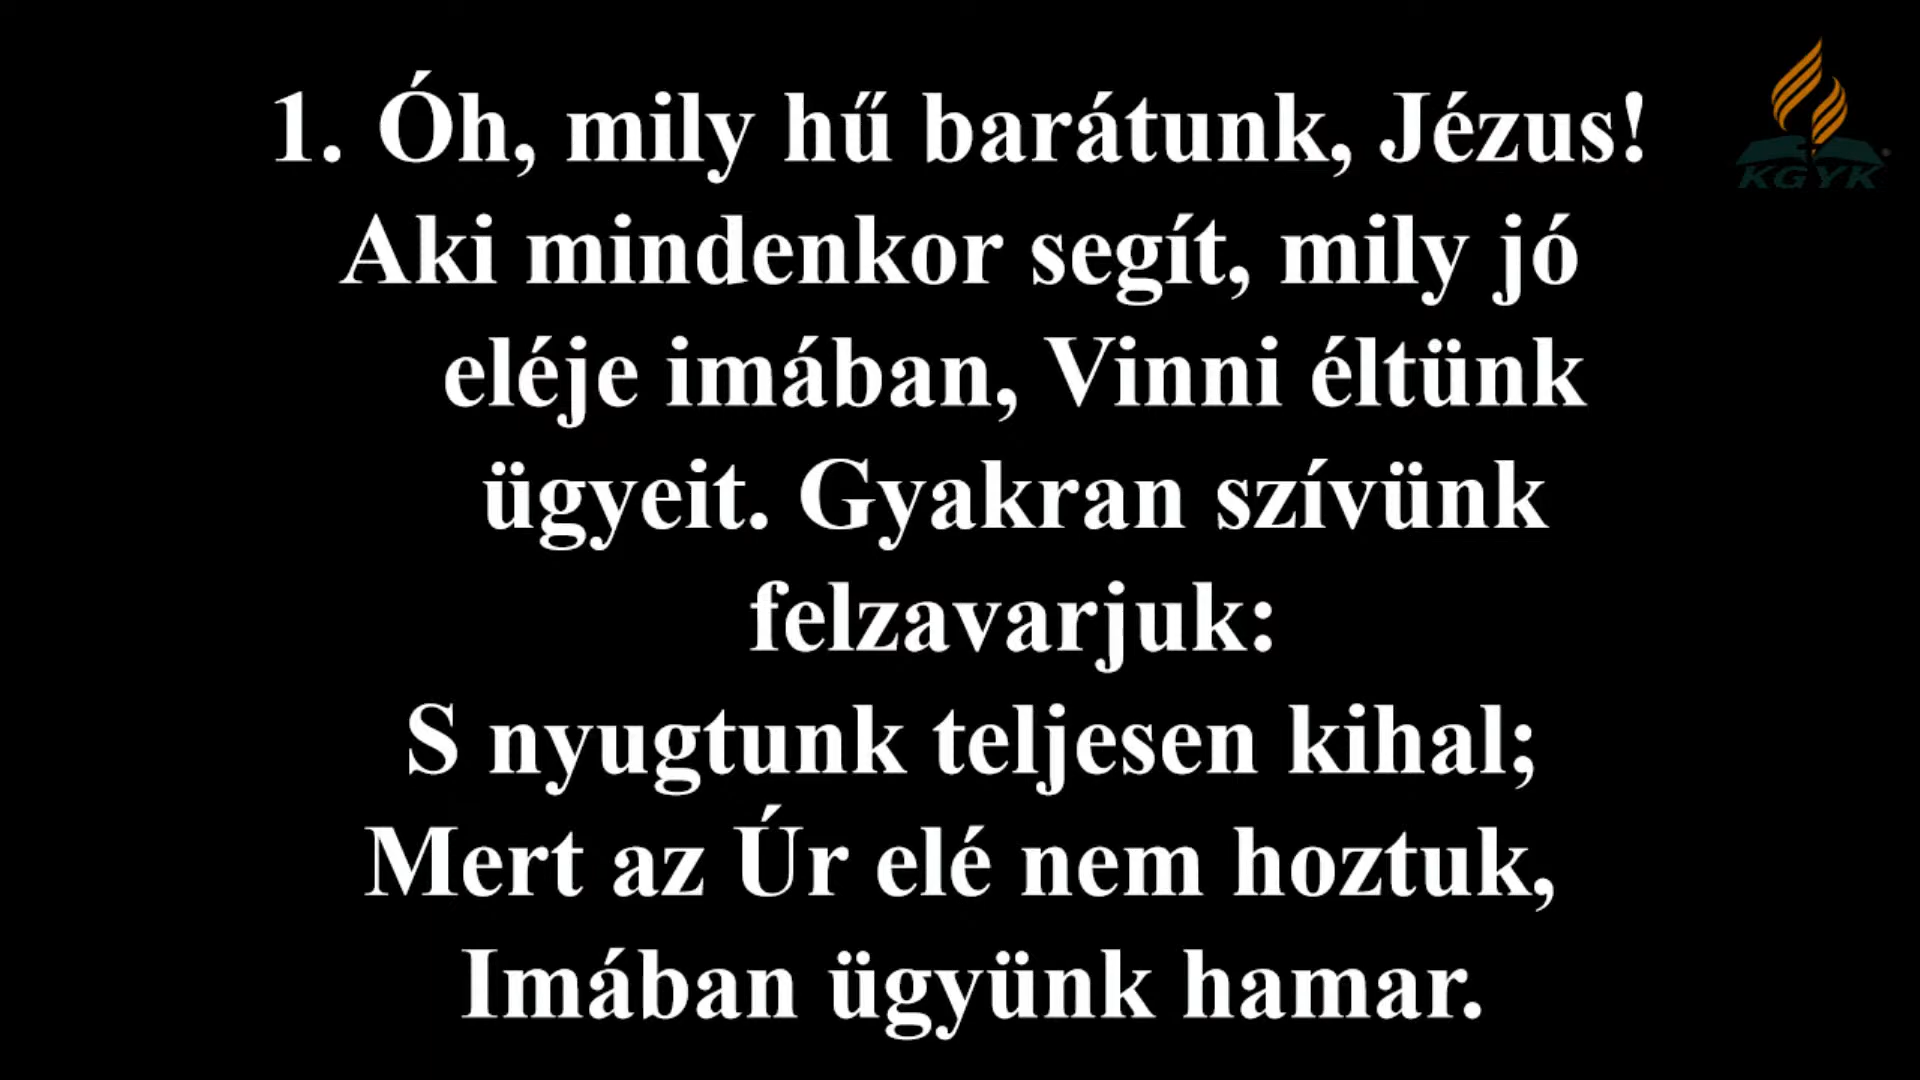 1. Óh, mily hű barátunk, Jézus!
Aki mindenkor segít, mily jó
eléje imában, Vinni éltünk
ügyeit. Gyakran szívünk
felzavarjuk:
S nyugtunk teljesen kihal;
Mert az Úr elé nem hoztuk,
Imában ügyünk hamar.
KGYK